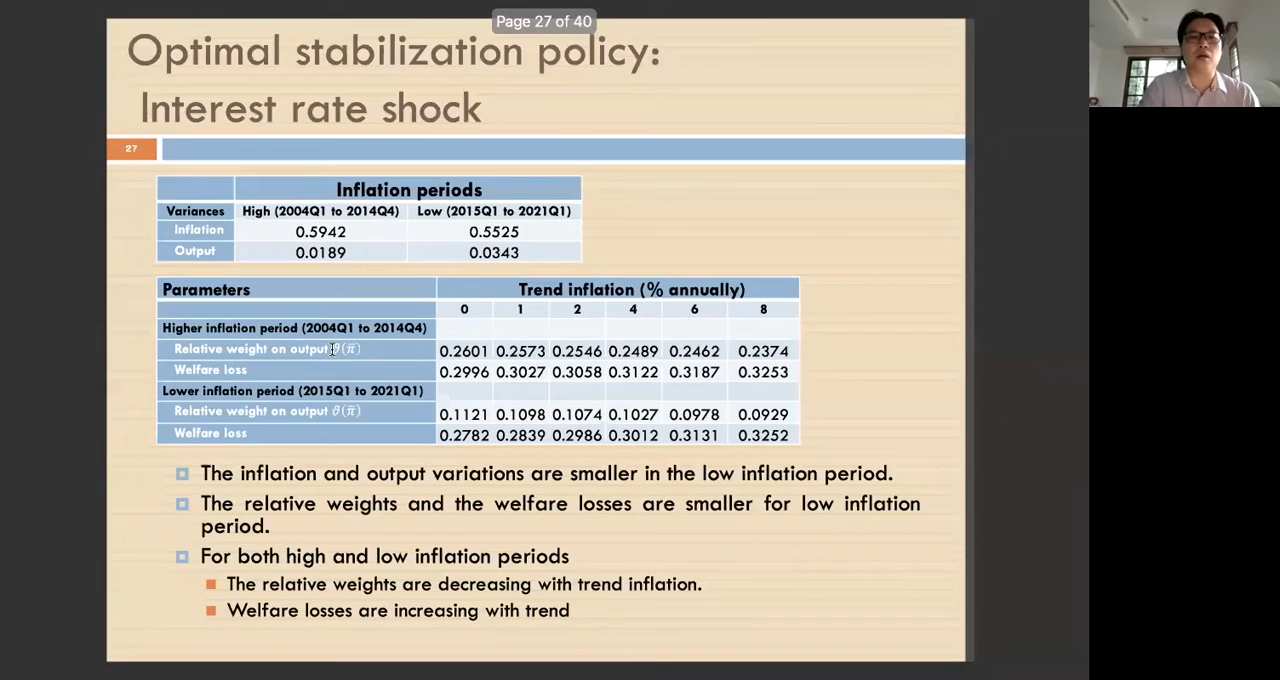 Page 27 of 40
Optimal stabilization policy:
Interest rate shock
27
Inflation periods
Variances High (2004Q1 to 2014Q4) Low (2015Q1 to 2021Q1)
Inflation 0.5942 0.5525
Output 0.0189 0.0343
Parameters Trend inflation (% annually)
0 1 2 4 6 8
Higher inflation period (2004Q1 to 2014Q4)
Relative weight on output ϑ(π̅) 0.2601 0.2573 0.2546 0.2489 0.2462 0.2374
Welfare loss 0.2996 0.3027 0.3058 0.3122 0.3187 0.3253
Lower inflation period (2015Q1 to 2021Q1)
Relative weight on output ϑ(π̅) 0.1121 0.1098 0.1074 0.1027 0.0978 0.0929
Welfare loss 0.2782 0.2839 0.2986 0.3012 0.3131 0.3252
The inflation and output variations are smaller in the low inflation period.
The relative weights and the welfare losses are smaller for low inflation
period.
For both high and low inflation periods
The relative weights are decreasing with trend inflation.
Welfare losses are increasing with trend